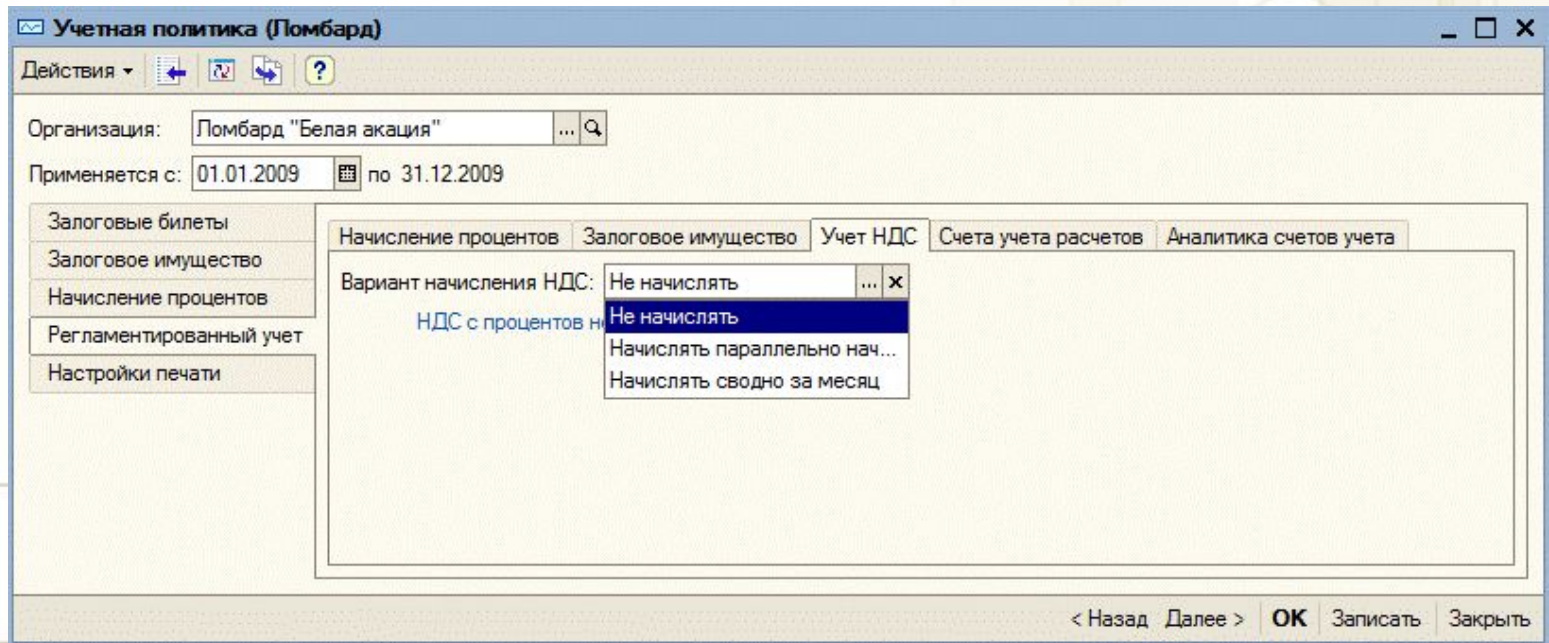 Учетная политика (Ломбард)
Действия
Организация: Ломбард "Белая акация" ...
Применяется с: 01.01.2009 по 31.12.2009
Залоговые билеты
Залоговое имущество
Начисление процентов
Регламентированный учет
Настройки печати
Начисление процентов Залоговое имущество Учет НДС Счета учета расчетов Аналитика счетов учета
Вариант начисления НДС: Не начислять ... x
НДС с процентов
Не начислять
Начислять параллельно нач...
Начислять сводно за месяц
< Назад Далее > OK Записать Закрыть